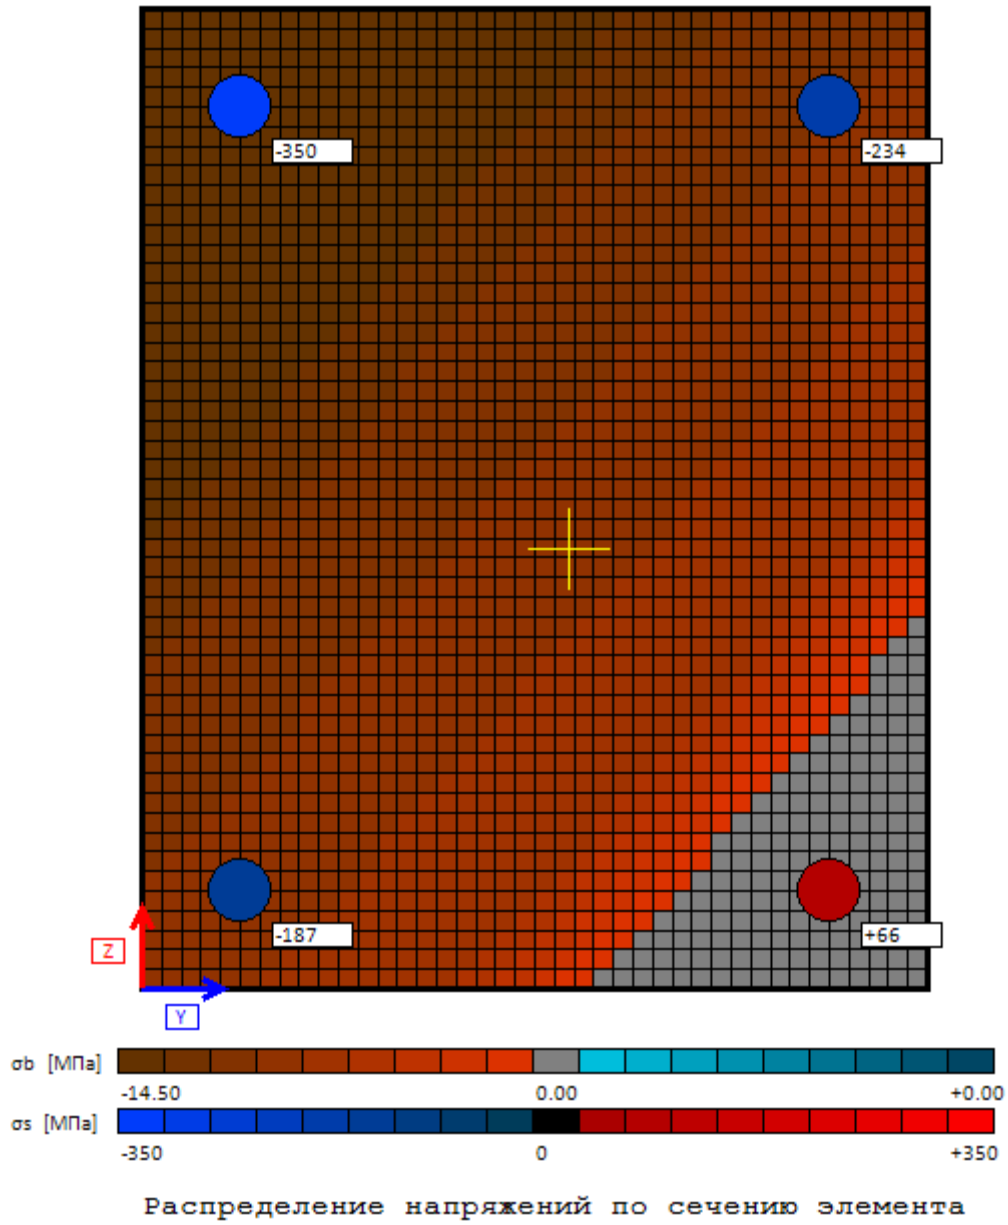 -350
-234
-187
+66
Z
Y
σb [МПа]
-14.50 0.00 +0.00
σs [МПа]
-350 0 +350
Распределение напряжений по сечению элемента